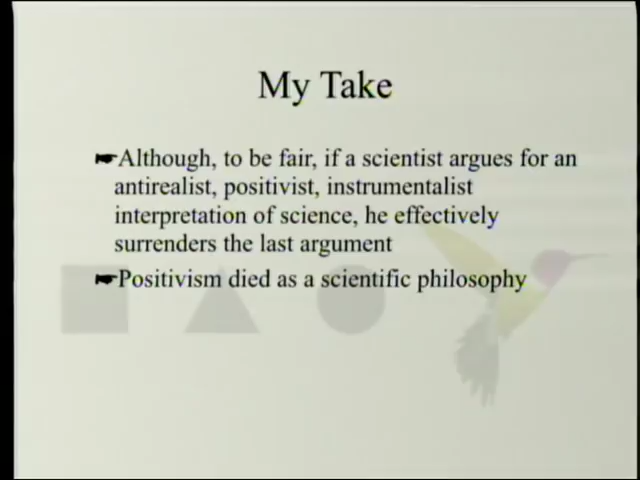 My Take
Although, to be fair, if a scientist argues for an
antirealist, positivist, instrumentalist
interpretation of science, he effectively
surrenders the last argument
Positivism died as a scientific philosophy